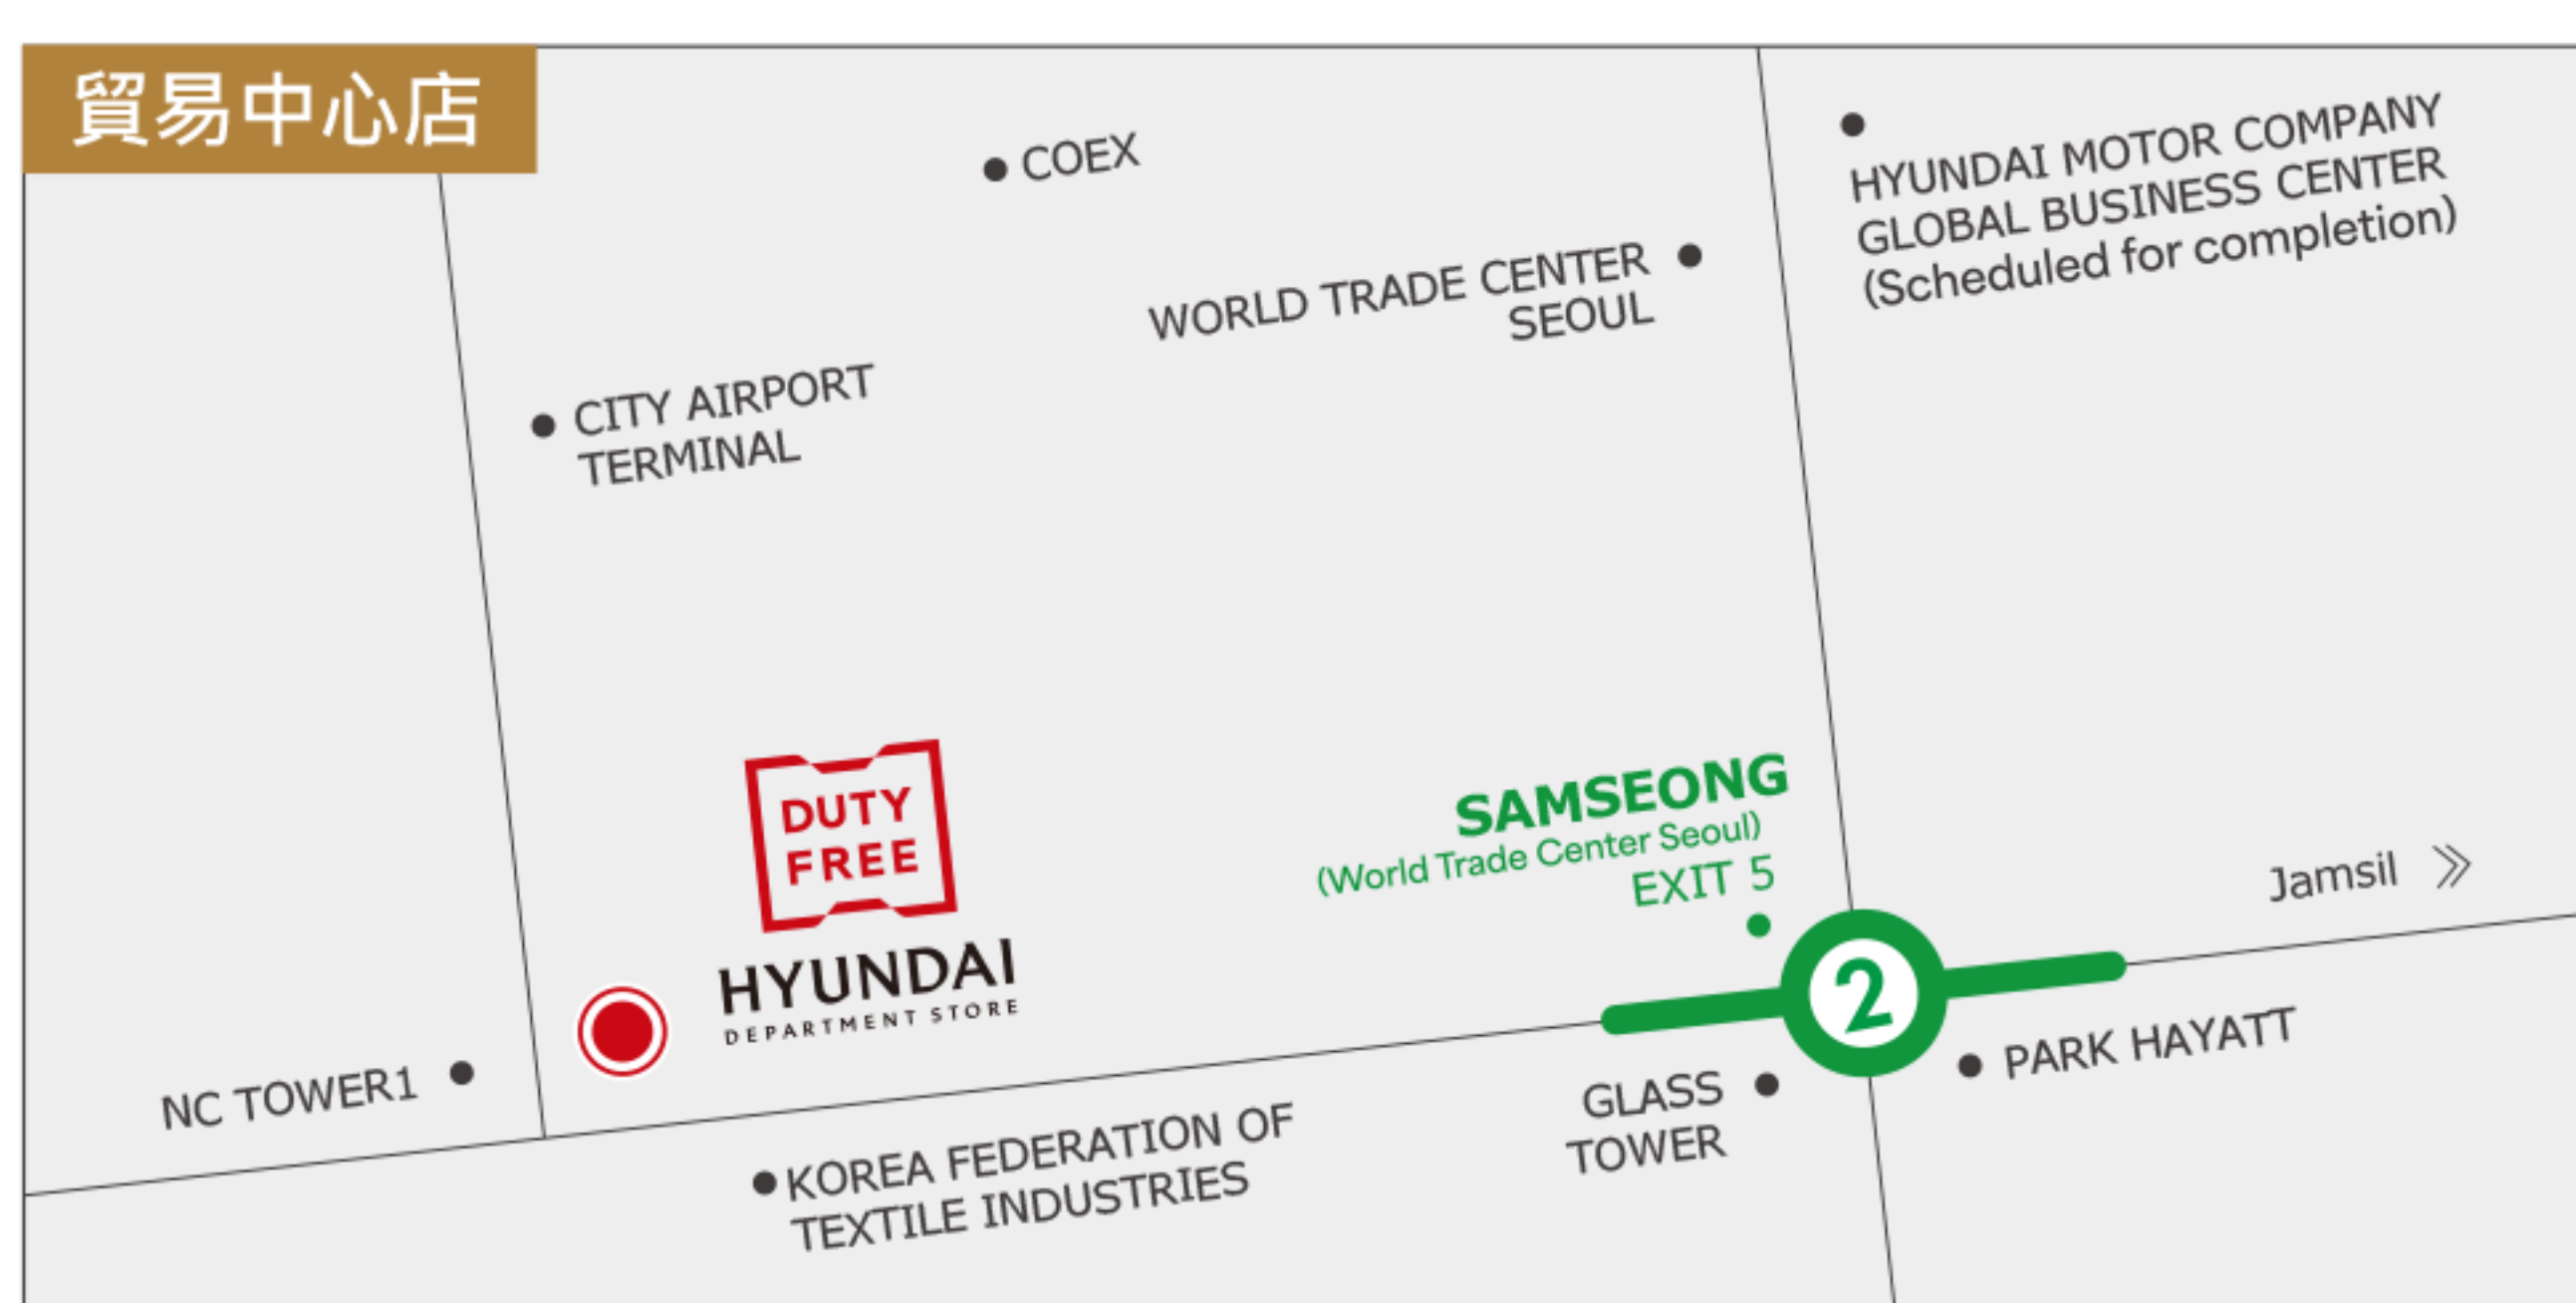 貿易中心店
COEX
HYUNDAI MOTOR COMPANY
GLOBAL BUSINESS CENTER
(Scheduled for completion)
WORLD TRADE CENTER
SEOUL
CITY AIRPORT
TERMINAL
DUTY
FREE
HYUNDAI
DEPARTMENT STORE
SAMSEONG
(World Trade Center Seoul)
EXIT 5
2
Jamsil
NC TOWER1
PARK HAYATT
GLASS
TOWER
KOREA FEDERATION OF
TEXTILE INDUSTRIES